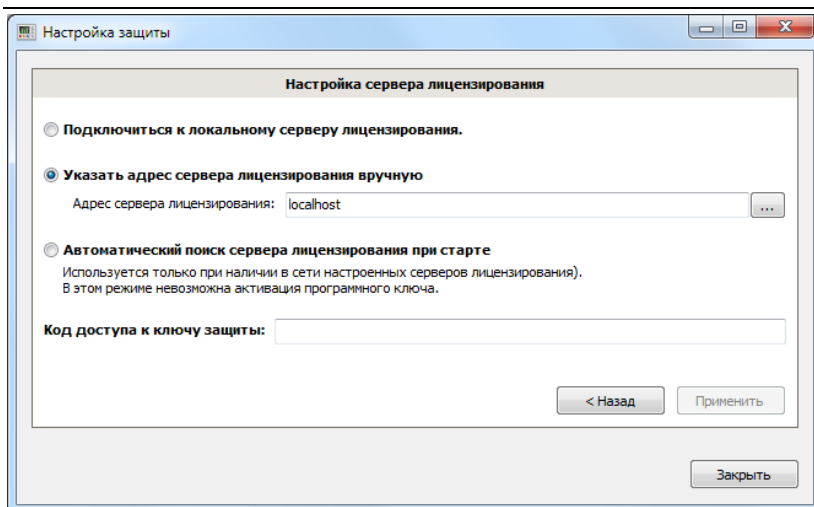 Настройка защиты
Настройка сервера лицензирования
Подключиться к локальному серверу лицензирования.
Указать адрес сервера лицензирования вручную
Адрес сервера лицензирования: localhost ...
Автоматический поиск сервера лицензирования при старте
Используется только при наличии в сети настроенных серверов лицензирования).
В этом режиме невозможна активация программного ключа.
Код доступа к ключу защиты:
< Назад Применить
Закрыть